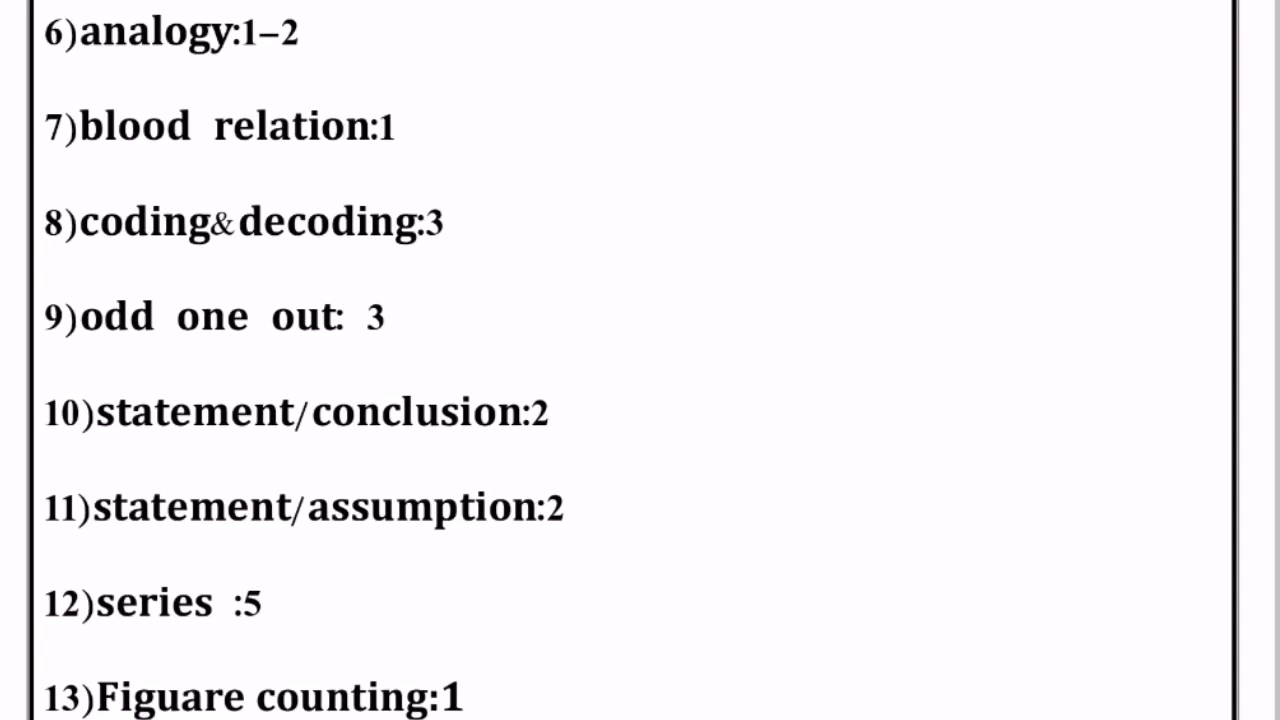 6)analogy:1–2
7)blood relation:1
8)coding&decoding:3
9)odd one out: 3
10)statement/conclusion:2
11)statement/assumption:2
12)series :5
13)Figuare counting:1